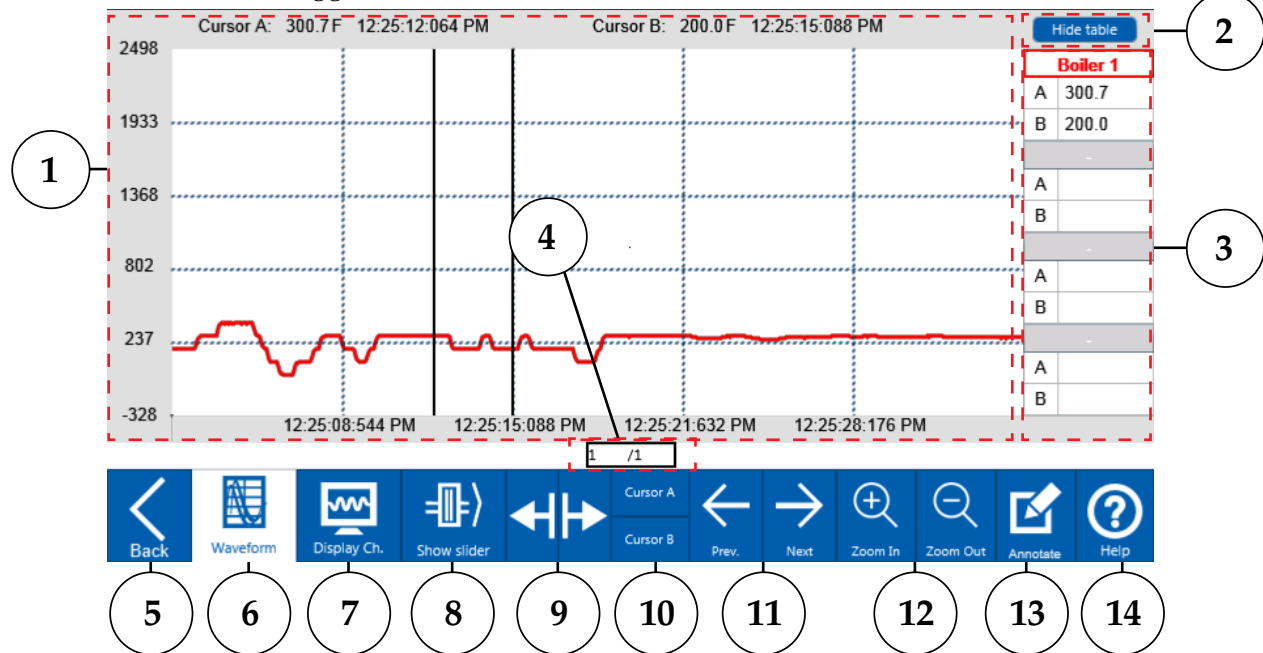 Cursor A: 300.7 F 12:25:12:064 PM Cursor B: 200.0 F 12:25:15:088 PM
Hide table
2
2498
Boiler 1
A 300.7
1933
B 200.0
-
1
1368
A
B
4
3
802
-
A
B
237
-
A
B
-328
12:25:08:544 PM 12:25:15:088 PM 12:25:21:632 PM 12:25:28:176 PM
1 /1
Back
Waveform
Display Ch.
Show slider
Cursor A
Cursor B
Prev.
Next
Zoom In
Zoom Out
Annotate
Help
5 6 7 8 9 10 11 12 13 14